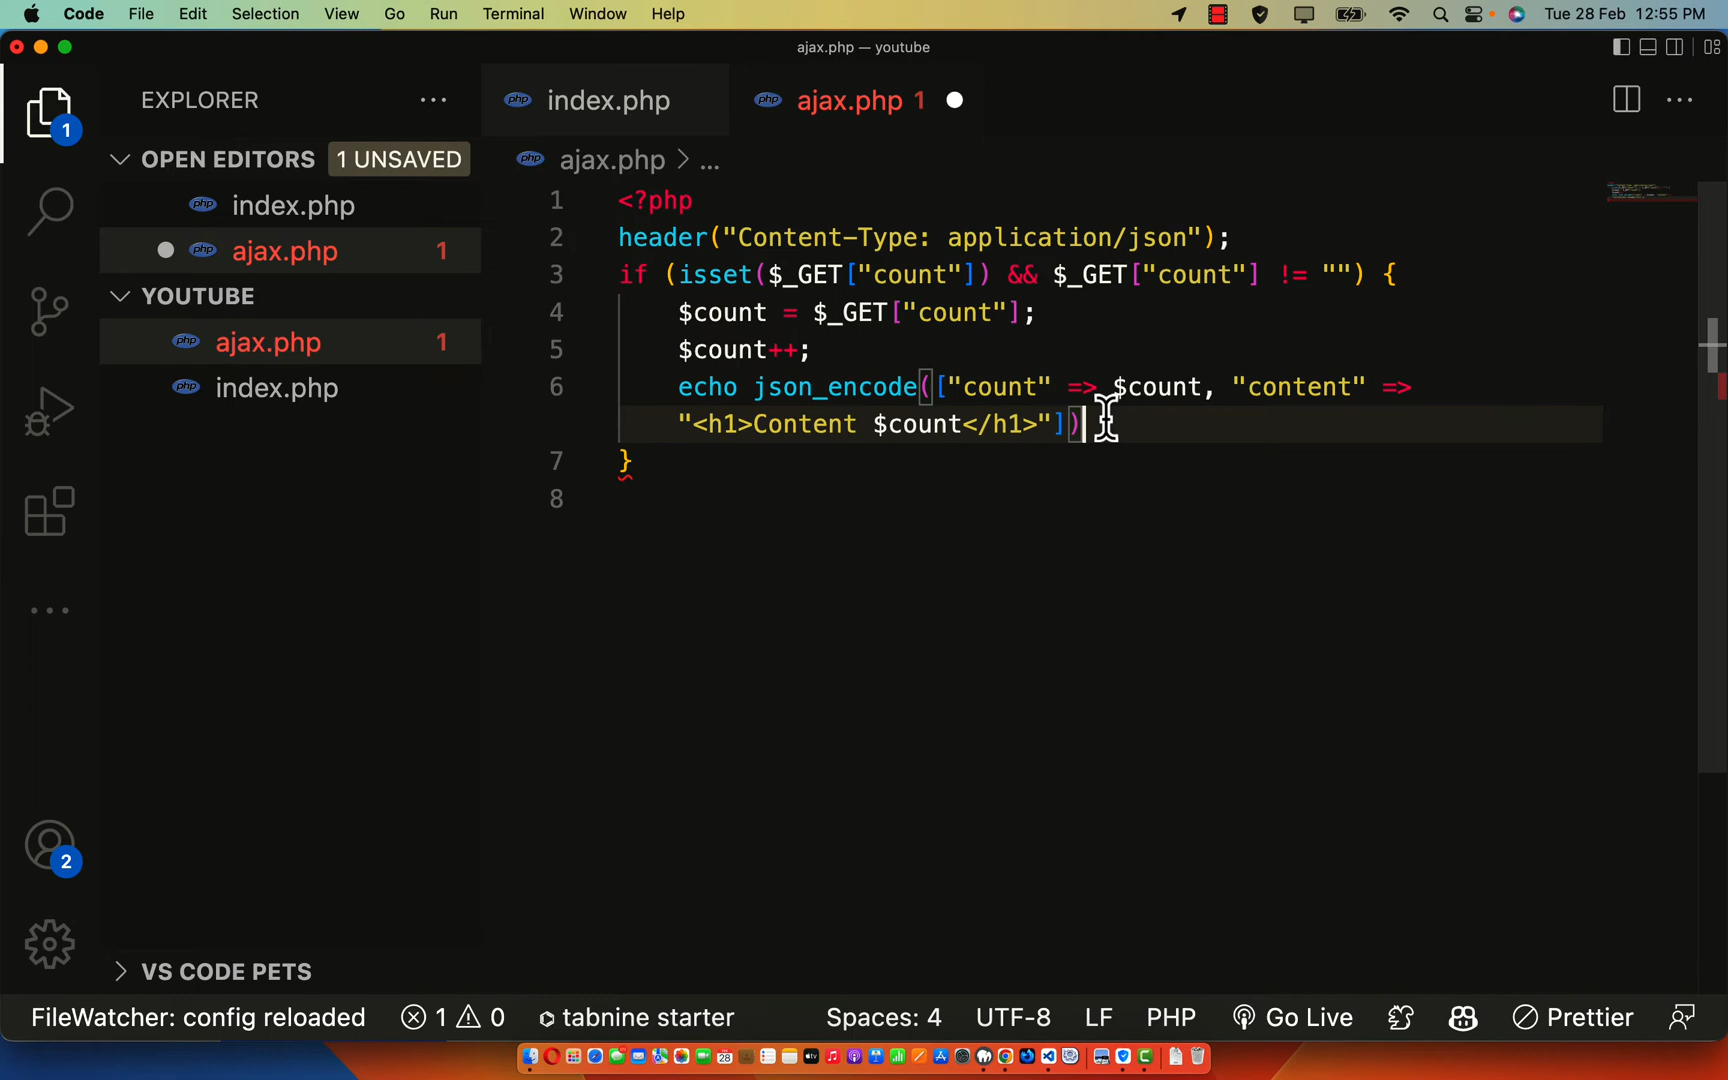 Code File Edit Selection View Go Run Terminal Window Help Tue 28 Feb 12:55 PM
ajax.php — youtube
EXPLORER
index.php
ajax.php 1
1
OPEN EDITORS 1 UNSAVED
ajax.php > ...
index.php
ajax.php 1
YOUTUBE
ajax.php 1
index.php
1 <?php
2 header("Content-Type: application/json");
3 if (isset($_GET["count"]) && $_GET["count"] != "") {
4 $count = $_GET["count"];
5 $count++;
6 echo json_encode(["count" => $count, "content" =>
"<h1>Content $count</h1>"])
7 }
8
2
VS CODE PETS
FileWatcher: config reloaded 1 0 tabnine starter Spaces: 4 UTF-8 LF PHP Go Live Prettier
28